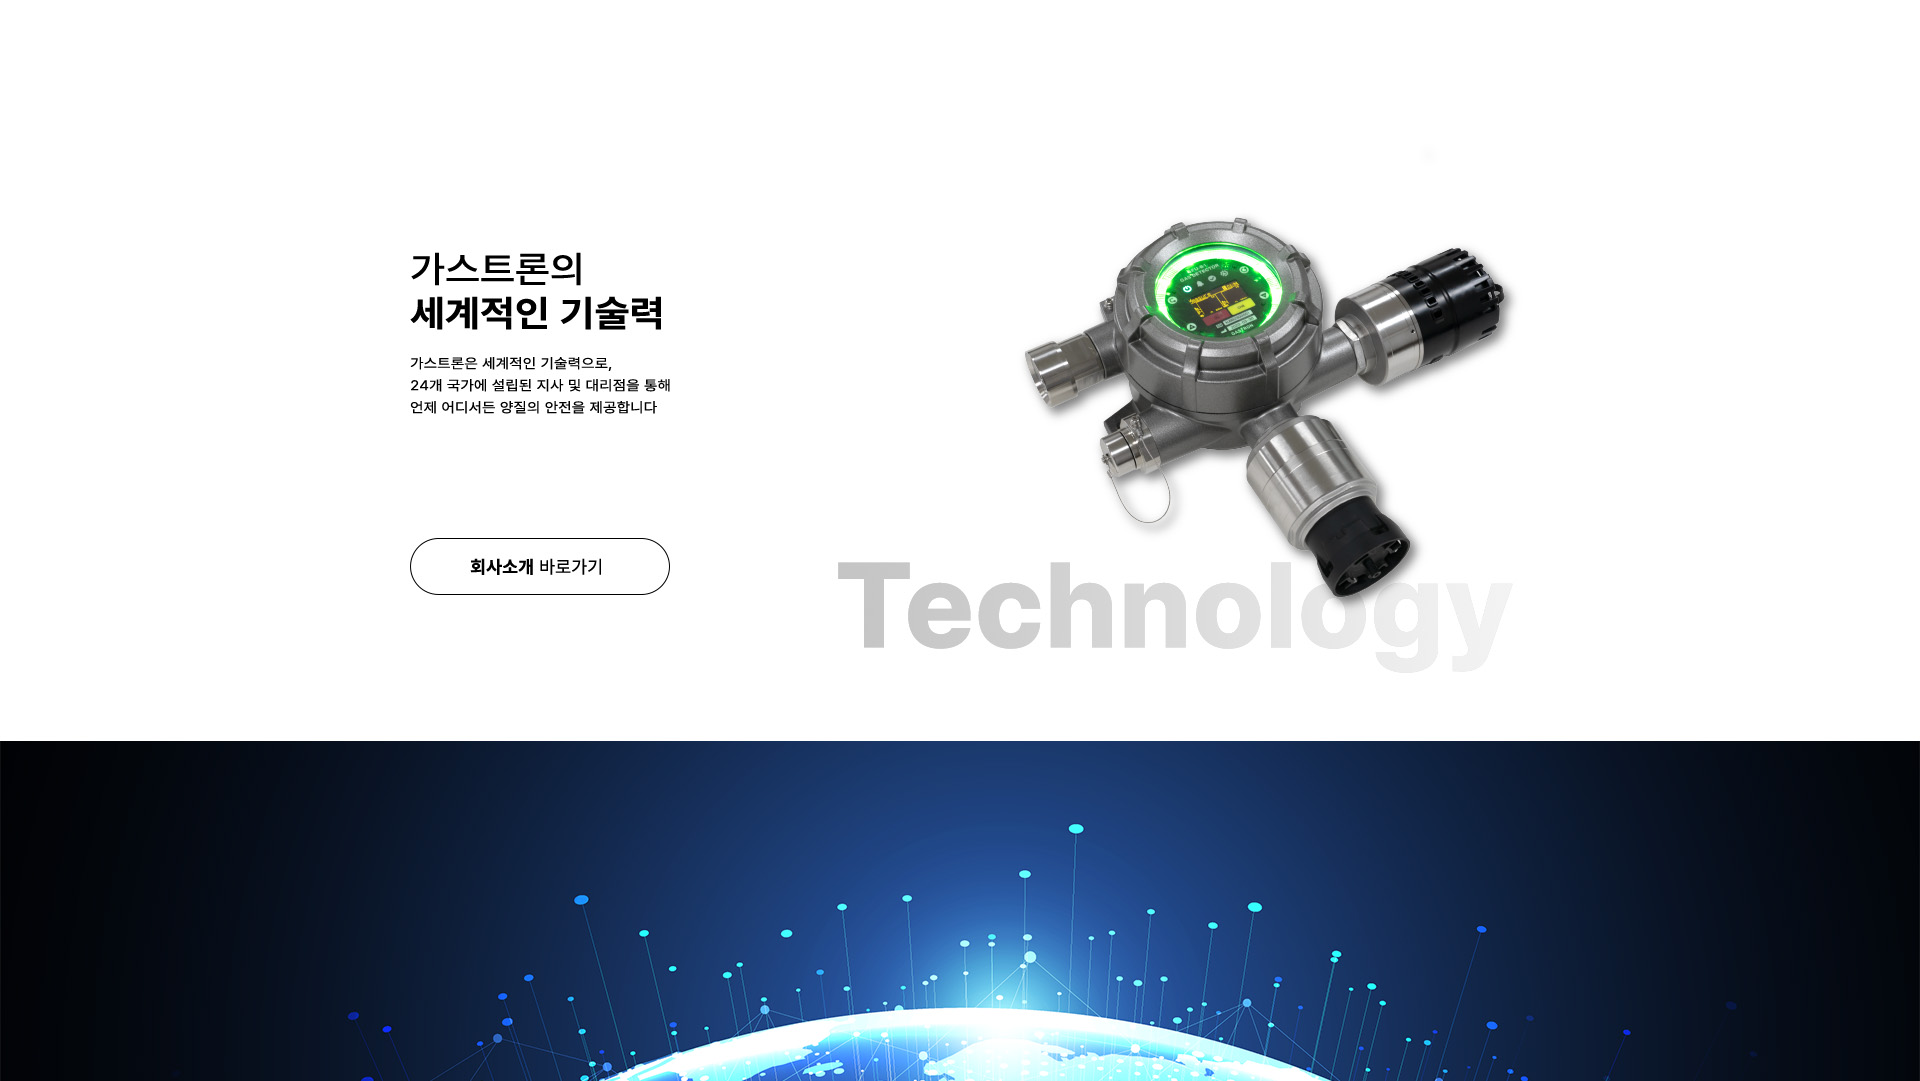 가스트론의
세계적인 기술력
가스트론은 세계적인 기술력으로,
24개 국가에 설립된 지사 및 대리점을 통해
언제 어디서든 양질의 안전을 제공합니다
회사소개 바로가기
GAS DETECTOR
GASTRON
Technology